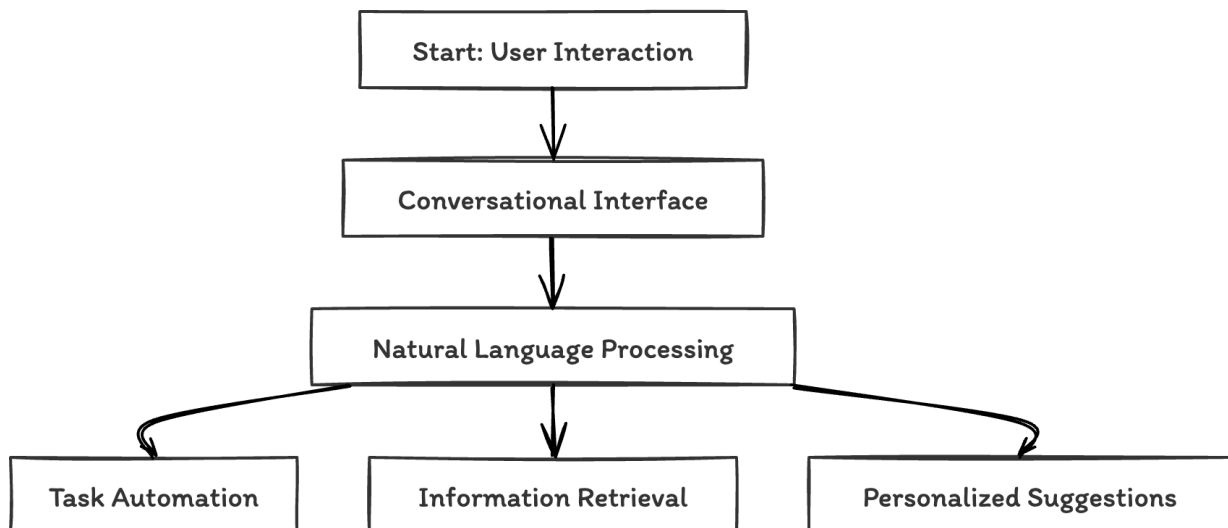 Start: User Interaction
Conversational Interface
Natural Language Processing
Task Automation
Information Retrieval
Personalized Suggestions